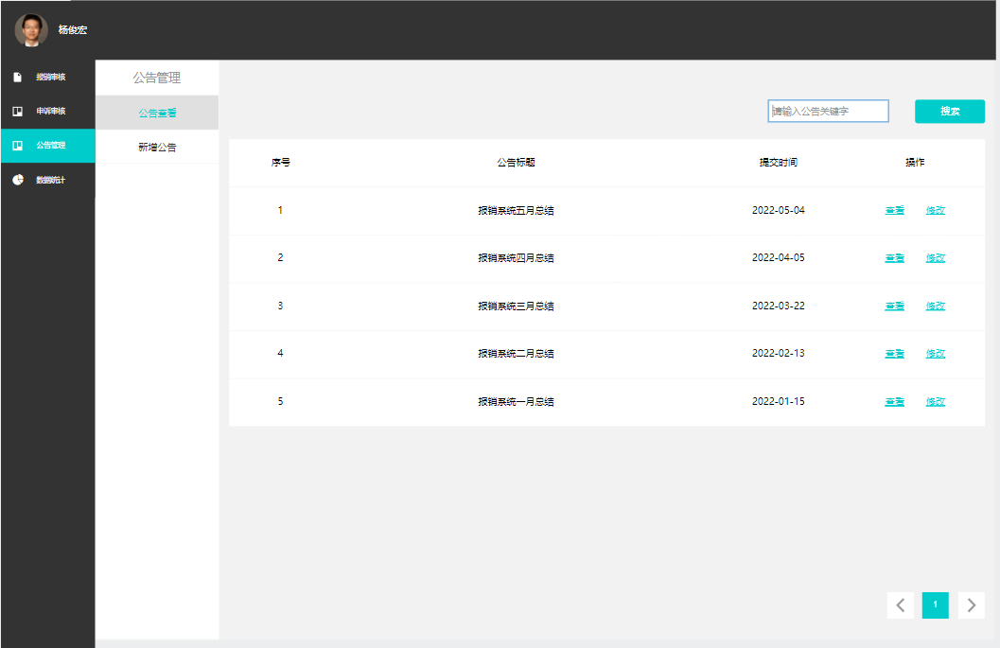 杨俊宏
报销审核
申诉审核
公告管理
数据统计
公告管理
公告查看
新增公告
请输入公告关键字
搜索
序号 公告标题 提交时间 操作
1 报销系统五月总结 2022-05-04 查看 修改
2 报销系统四月总结 2022-04-05 查看 修改
3 报销系统三月总结 2022-03-22 查看 修改
4 报销系统二月总结 2022-02-13 查看 修改
5 报销系统一月总结 2022-01-15 查看 修改
1